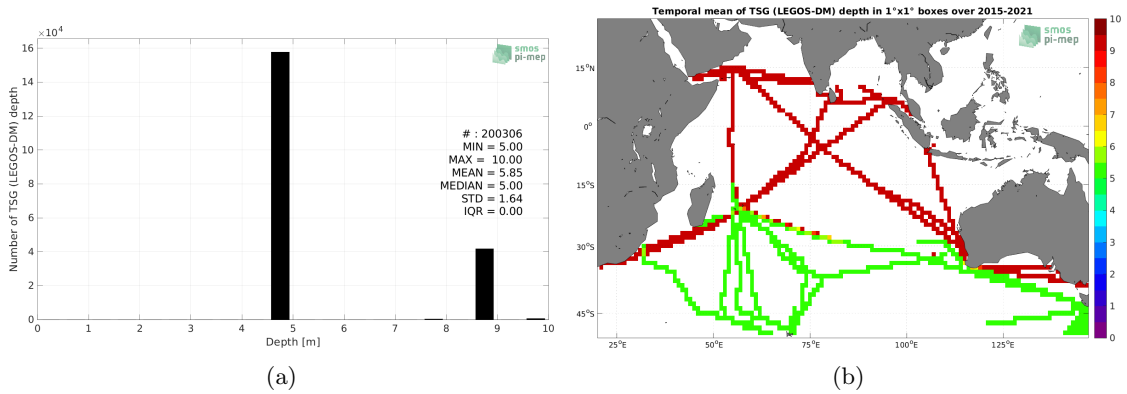 ×10⁴
16
14
12
10
8
6
4
2
0
Number of TSG (LEGOS-DM) depth
smos
pi-mep
# : 200306
MIN = 5.00
MAX = 10.00
MEAN = 5.85
MEDIAN = 5.00
STD = 1.64
IQR = 0.00
0 1 2 3 4 5 6 7 8 9 10
Depth [m]
(a)
Temporal mean of TSG (LEGOS-DM) depth in 1°x1° boxes over 2015-2021
smos
pi-mep
15°N
0°
15°S
30°S
45°S
25°E 50°E 75°E 100°E 125°E
10
9
8
7
6
5
4
3
2
1
0
(b)